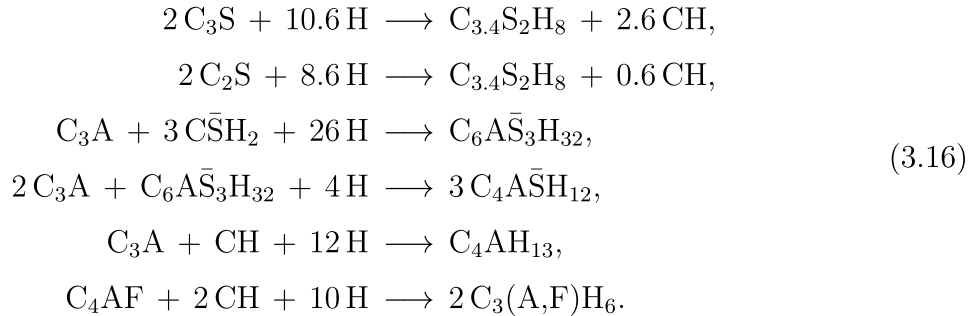 2 C₃S + 10.6 H ⟶ C₃.₄S₂H₈ + 2.6 CH,
2 C₂S + 8.6 H ⟶ C₃.₄S₂H₈ + 0.6 CH,
C₃A + 3 CS̄H₂ + 26 H ⟶ C₆AS̄₃H₃₂,
2 C₃A + C₆AS̄₃H₃₂ + 4 H ⟶ 3 C₄AS̄H₁₂,
C₃A + CH + 12 H ⟶ C₄AH₁₃,
C₄AF + 2 CH + 10 H ⟶ 2 C₃(A,F)H₆.
(3.16)